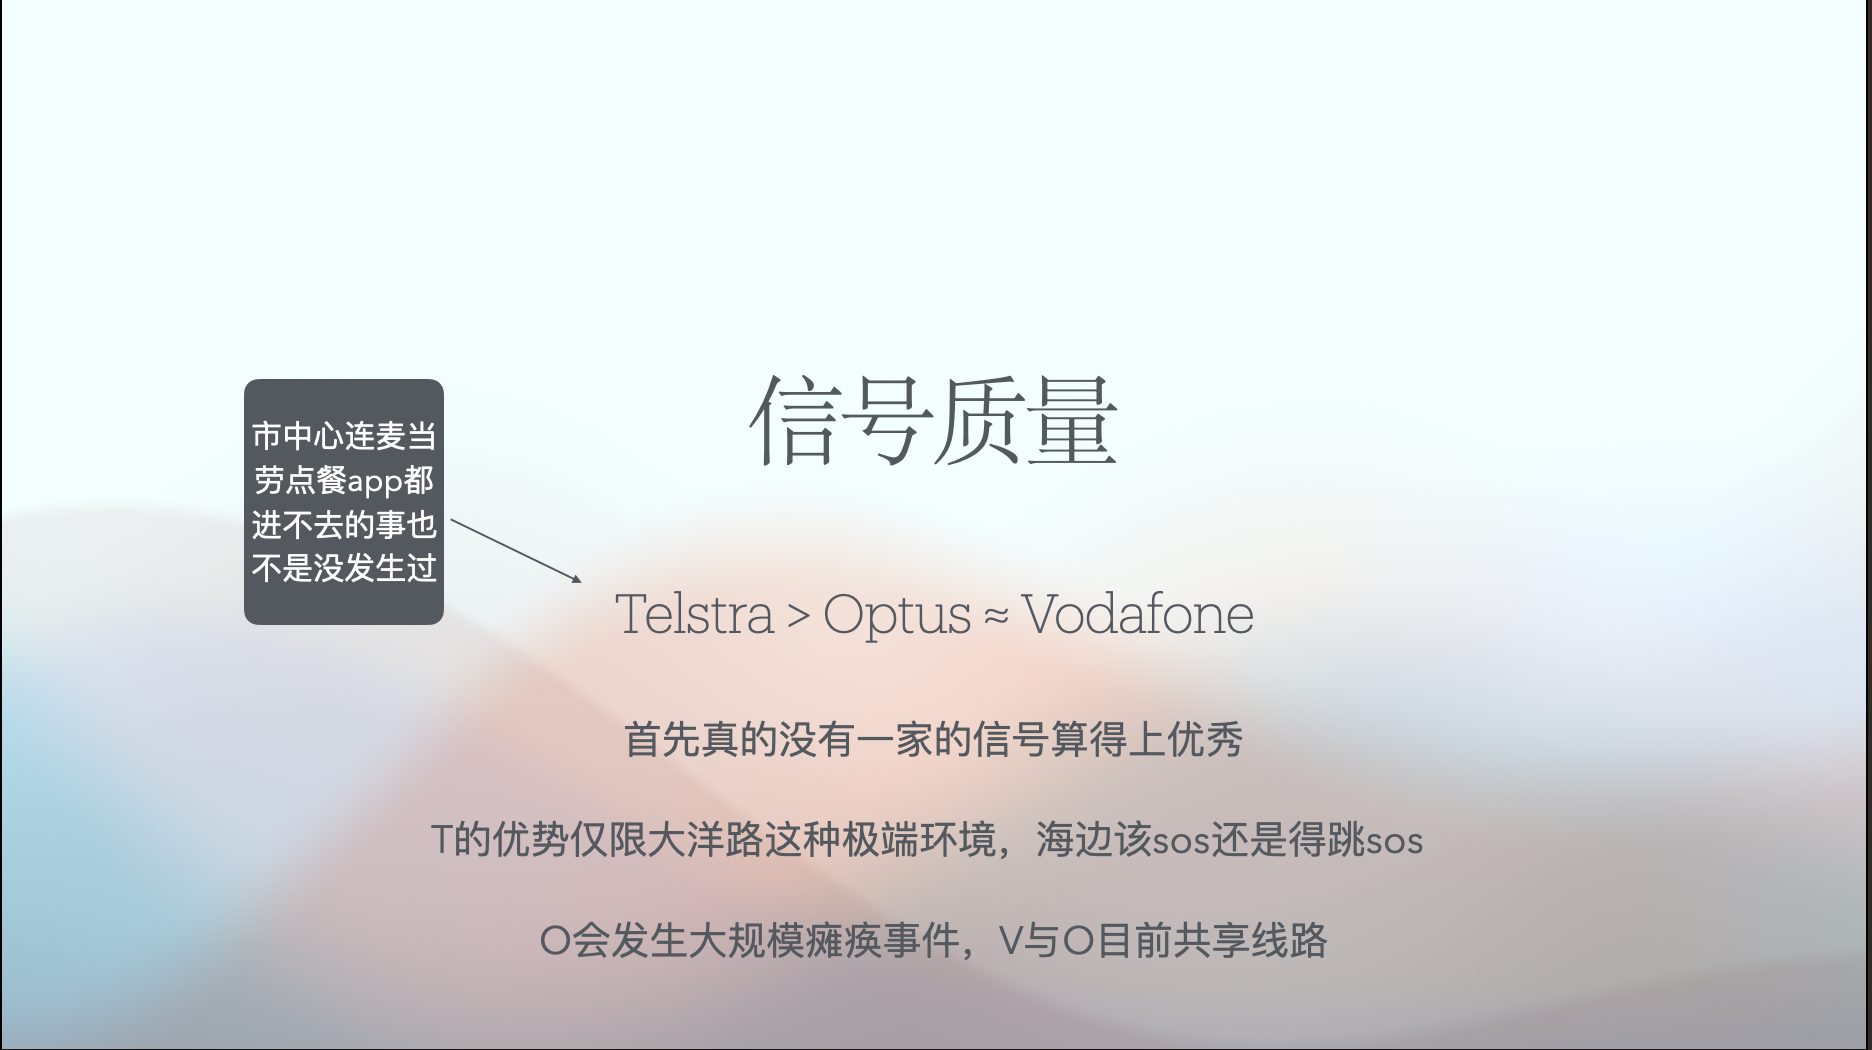 信号质量
市中心连麦当
劳点餐app都
进不去的事也
不是没发生过
Telstra > Optus ≈ Vodafone
首先真的没有一家的信号算得上优秀
T的优势仅限大洋路这种极端环境，海边该sos还是得跳sos
O会发生大规模瘫痪事件，V与O目前共享线路